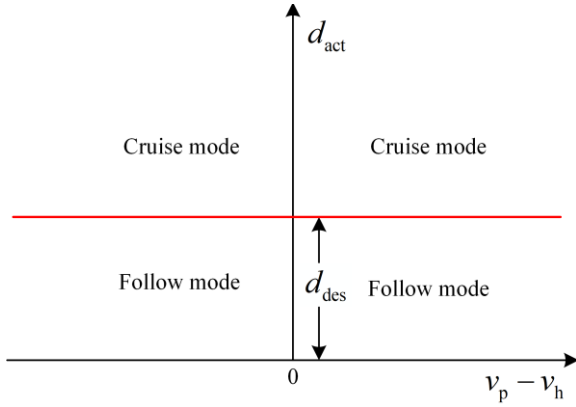 d_act
Cruise mode Cruise mode
Follow mode d_des Follow mode
0
v_p − v_h